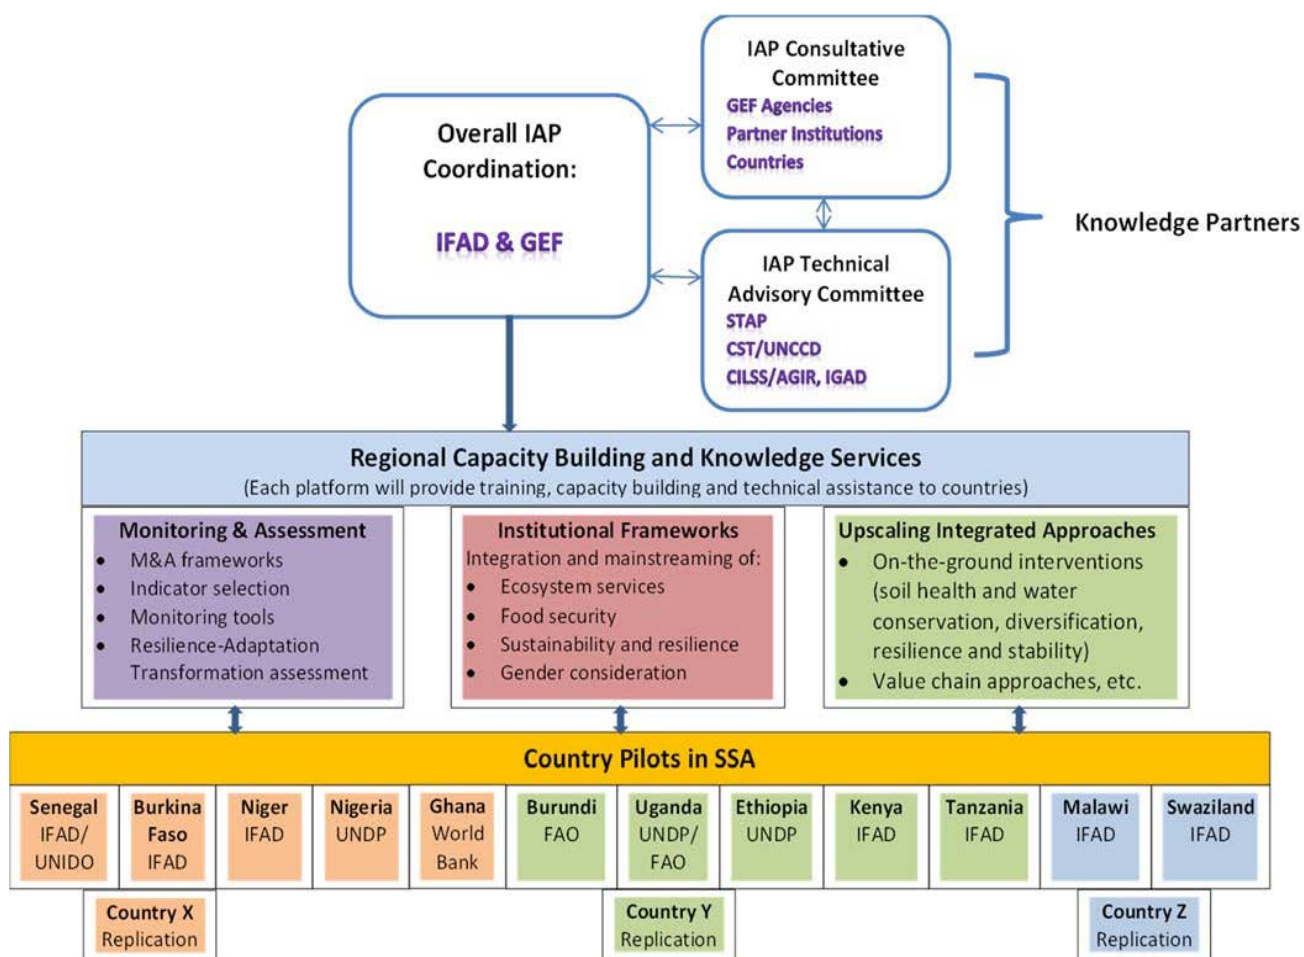 IAP Consultative
Committee
GEF Agencies
Partner Institutions
Countries
Overall IAP
Coordination:
IFAD & GEF
Knowledge Partners
IAP Technical
Advisory Committee
STAP
CST/UNCCD
CILSS/AGIR, IGAD
Regional Capacity Building and Knowledge Services
(Each platform will provide training, capacity building and technical assistance to countries)
Monitoring & Assessment
• M&A frameworks
• Indicator selection
• Monitoring tools
• Resilience-Adaptation
Transformation assessment
Institutional Frameworks
Integration and mainstreaming of:
• Ecosystem services
• Food security
• Sustainability and resilience
• Gender consideration
Upscaling Integrated Approaches
• On-the-ground interventions
(soil health and water
conservation, diversification,
resilience and stability)
• Value chain approaches, etc.
Country Pilots in SSA
Senegal
IFAD/
UNIDO
Burkina
Faso
IFAD
Niger
IFAD
Nigeria
UNDP
Ghana
World
Bank
Burundi
FAO
Uganda
UNDP/
FAO
Ethiopia
UNDP
Kenya
IFAD
Tanzania
IFAD
Malawi
IFAD
Swaziland
IFAD
Country X
Replication
Country Y
Replication
Country Z
Replication